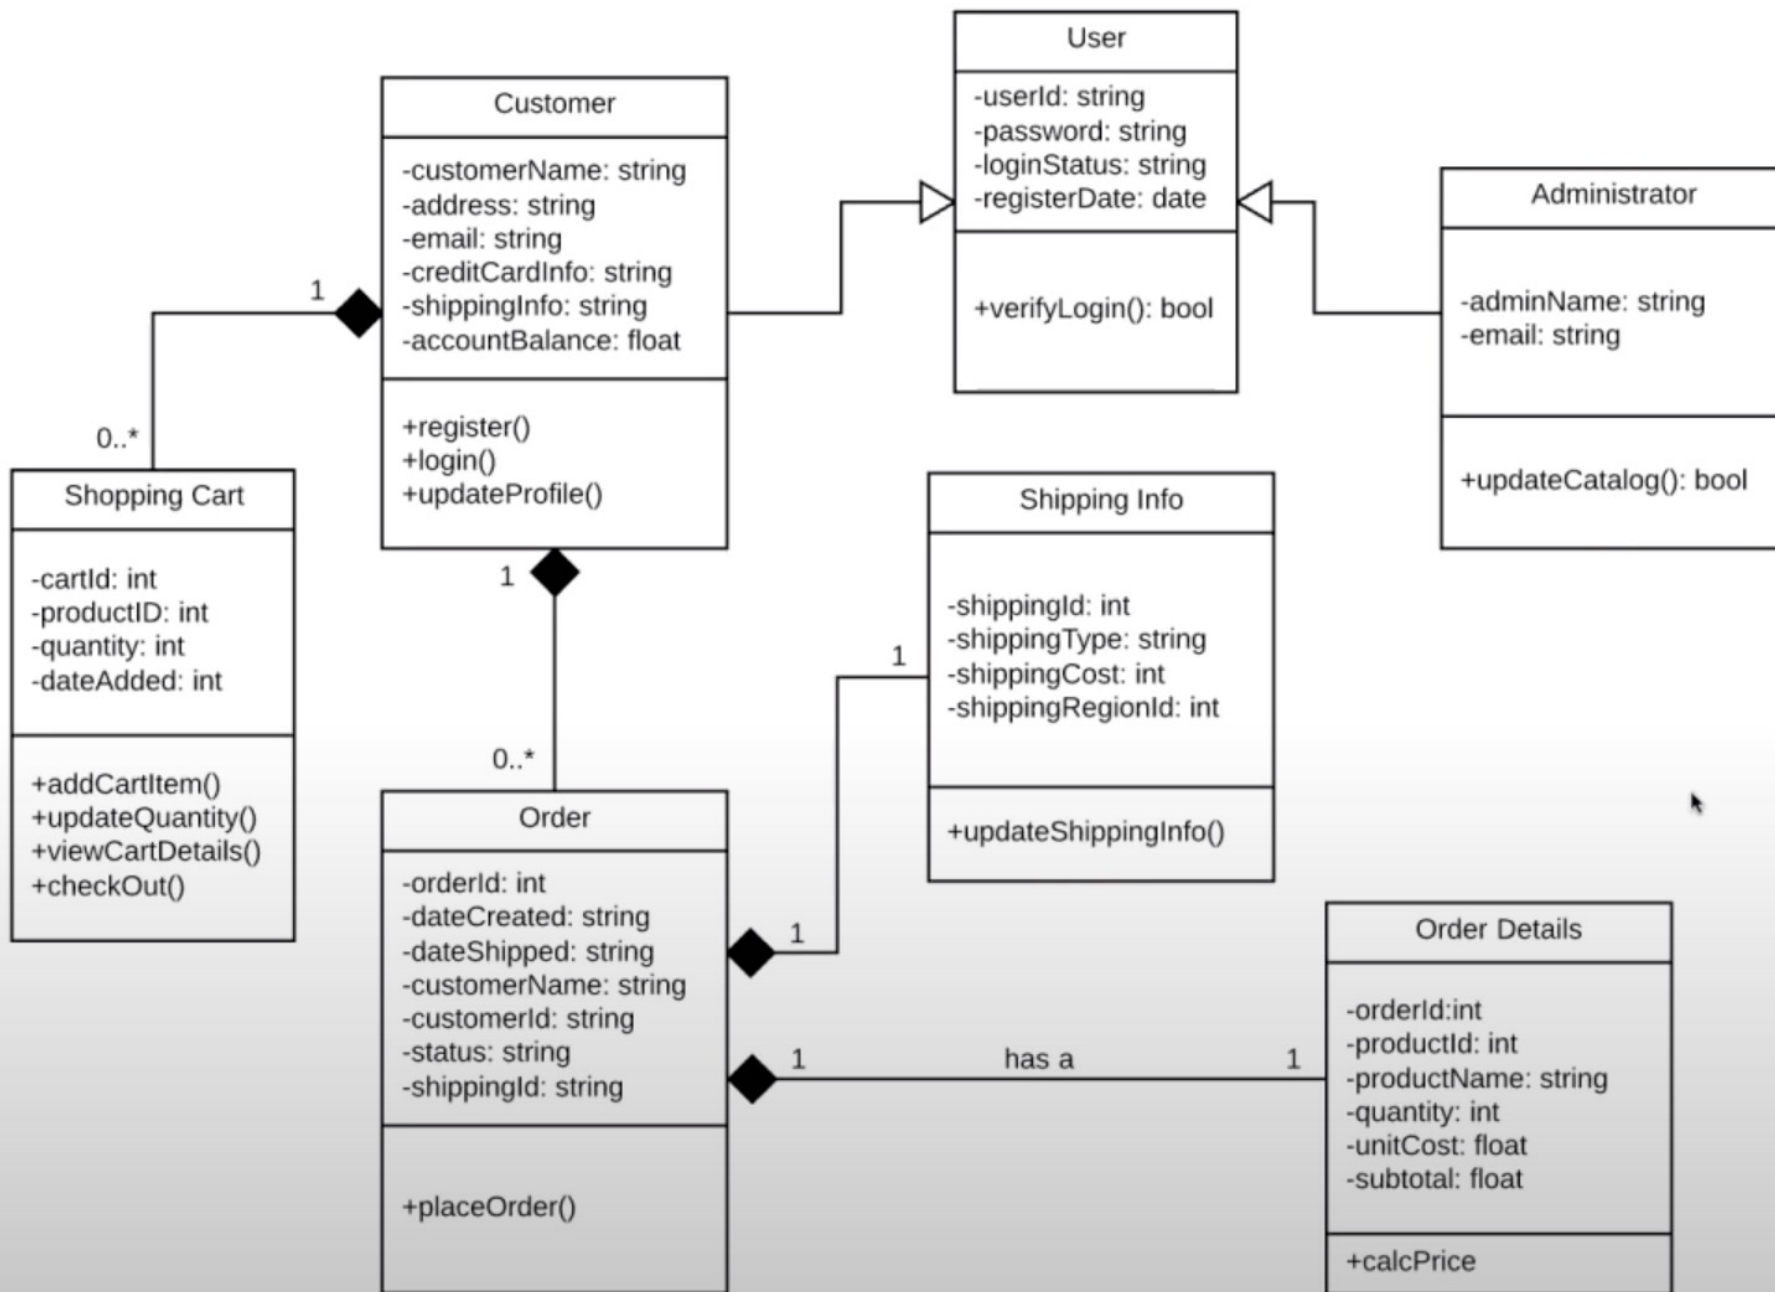 User
-userId: string
-password: string
-loginStatus: string
-registerDate: date
+verifyLogin(): bool
Customer
-customerName: string
-address: string
-email: string
-creditCardInfo: string
-shippingInfo: string
-accountBalance: float
+register()
+login()
+updateProfile()
Administrator
-adminName: string
-email: string
+updateCatalog(): bool
1
0..*
Shopping Cart
-cartId: int
-productID: int
-quantity: int
-dateAdded: int
+addCartItem()
+updateQuantity()
+viewCartDetails()
+checkOut()
1
0..*
Shipping Info
-shippingId: int
-shippingType: string
-shippingCost: int
-shippingRegionId: int
+updateShippingInfo()
1
1
Order
-orderId: int
-dateCreated: string
-dateShipped: string
-customerName: string
-customerId: string
-status: string
-shippingId: string
+placeOrder()
1
has a
1
Order Details
-orderId:int
-productId: int
-productName: string
-quantity: int
-unitCost: float
-subtotal: float
+calcPrice